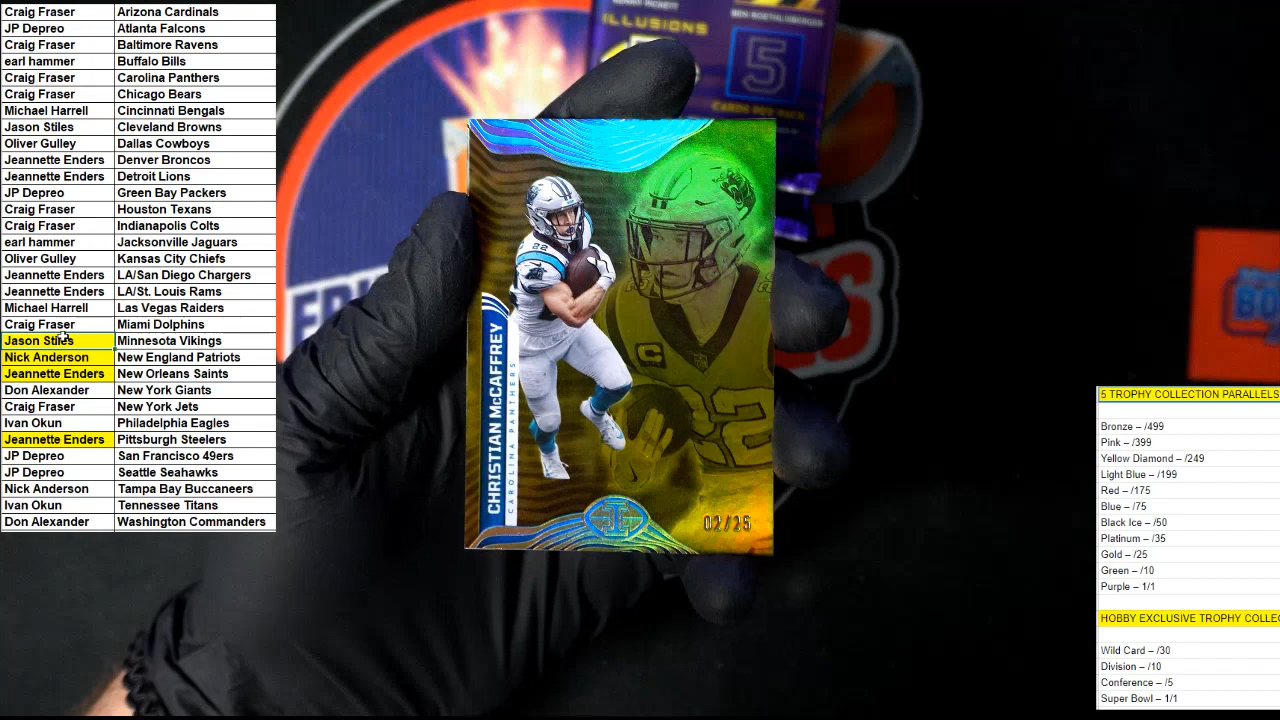 Craig Fraser Arizona Cardinals
JP Depreo Atlanta Falcons
Craig Fraser Baltimore Ravens
earl hammer Buffalo Bills
Craig Fraser Carolina Panthers
Craig Fraser Chicago Bears
Michael Harrell Cincinnati Bengals
Jason Stiles Cleveland Browns
Oliver Gulley Dallas Cowboys
Jeannette Enders Denver Broncos
Jeannette Enders Detroit Lions
JP Depreo Green Bay Packers
Craig Fraser Houston Texans
Craig Fraser Indianapolis Colts
earl hammer Jacksonville Jaguars
Oliver Gulley Kansas City Chiefs
Jeannette Enders LA/San Diego Chargers
Jeannette Enders LA/St. Louis Rams
Michael Harrell Las Vegas Raiders
Craig Fraser Miami Dolphins
Jason Stiles Minnesota Vikings
Nick Anderson New England Patriots
Jeannette Enders New Orleans Saints
Don Alexander New York Giants
Craig Fraser New York Jets
Ivan Okun Philadelphia Eagles
Jeannette Enders Pittsburgh Steelers
JP Depreo San Francisco 49ers
JP Depreo Seattle Seahawks
Nick Anderson Tampa Bay Buccaneers
Ivan Okun Tennessee Titans
Don Alexander Washington Commanders
KENNY PICKETT
BEN ROETHLISBERGER
ILLUSIONS
5
CARDS PER PACK
22
C
22
CHRISTIAN McCAFFREY
CAROLINA PANTHERS
02/25
5 TROPHY COLLECTION PARALLELS
Bronze – /499
Pink – /399
Yellow Diamond – /249
Light Blue – /199
Red – /175
Blue – /75
Black Ice – /50
Platinum – /35
Gold – /25
Green – /10
Purple – 1/1
HOBBY EXCLUSIVE TROPHY
Wild Card – /30
Division – /10
Conference – /5
Super Bowl – 1/1